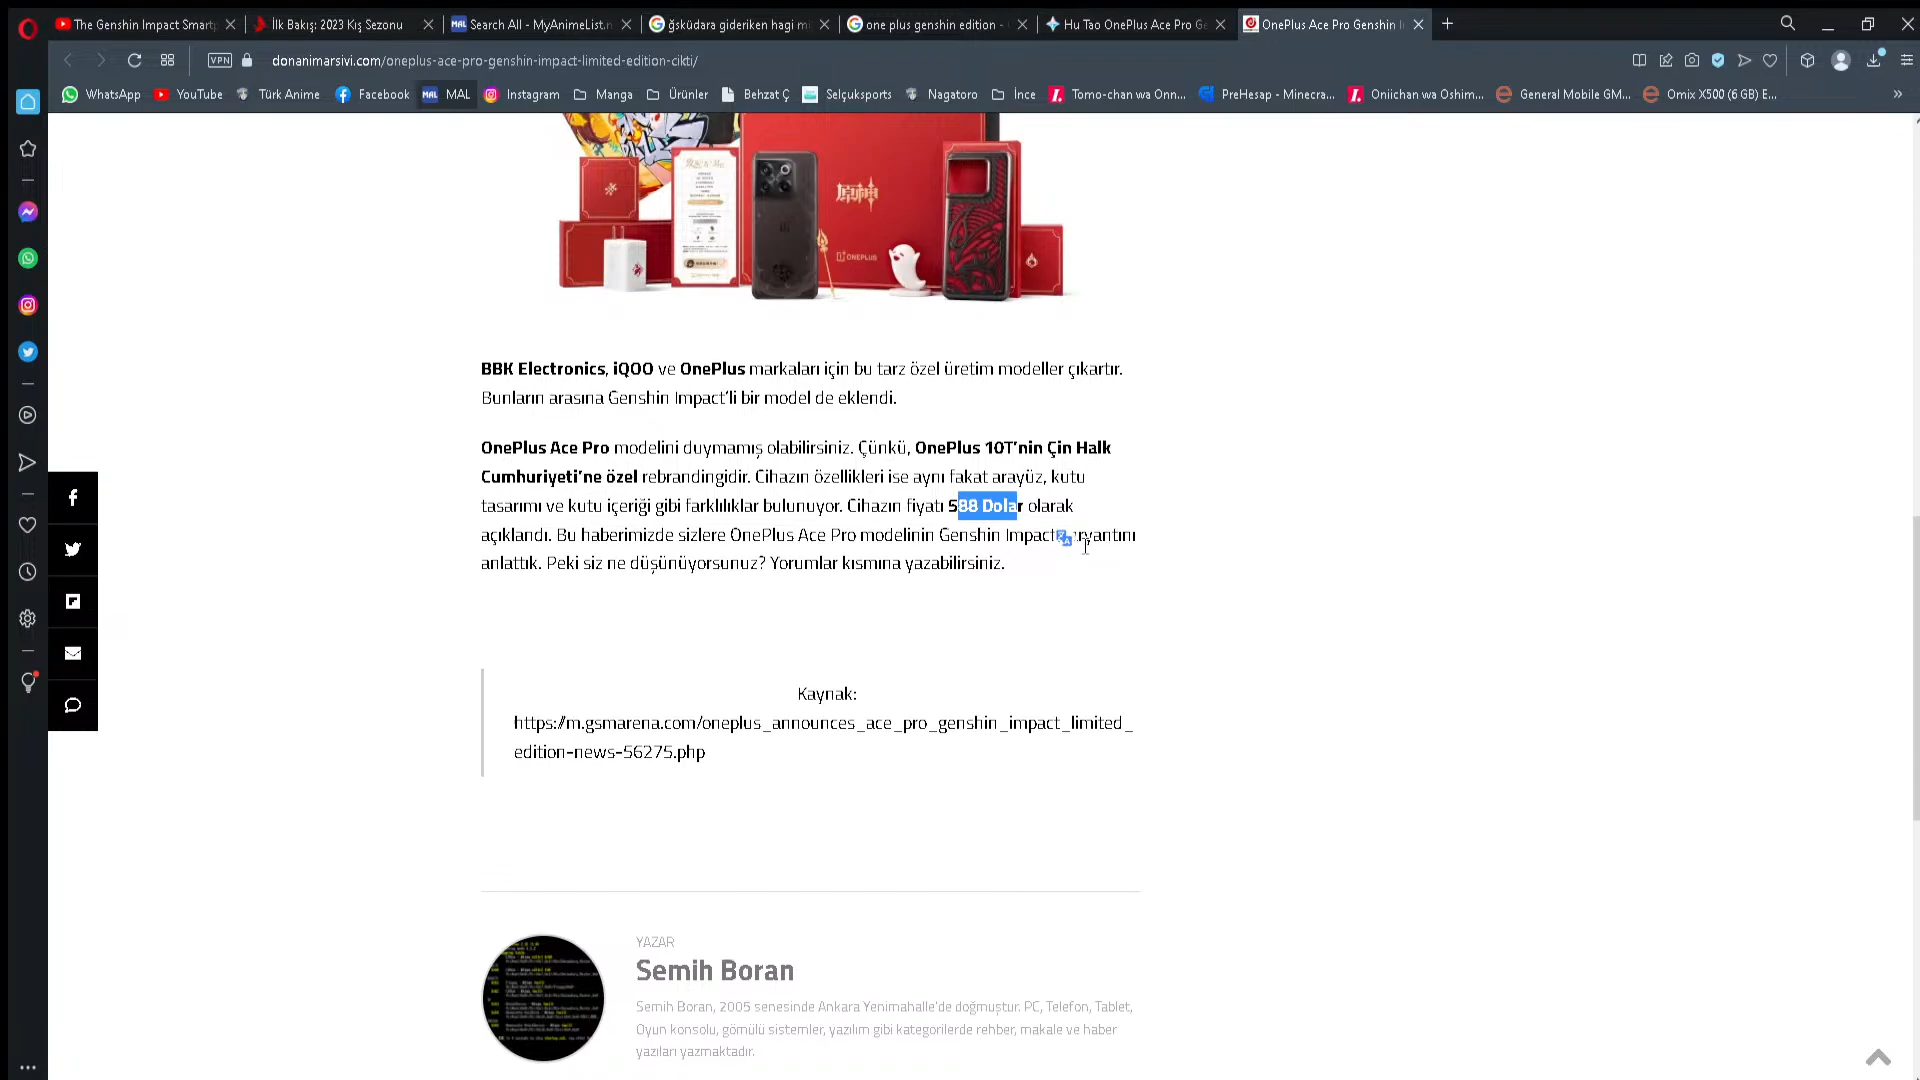 The Genshin Impact Smart
İlk Bakış: 2023 Kış Sezonu
MAL Search All - MyAnimeList.n
ğsküdara gideriken hagi m
one plus genshin edition -
Hu Tao OnePlus Ace Pro Ge
OnePlus Ace Pro Genshin I
VPN donanimarsivi.com/oneplus-ace-pro-genshin-impact-limited-edition-cikti/
WhatsApp YouTube Türk Anime Facebook MAL MAL Instagram Manga Ürünler Behzat Ç Selçuksports Nagatoro İnce Tomo-chan wa Onn... PreHesap - Minecra... Oniichan wa Oshim... General Mobile GM... Omix X500 (6 GB) E... »
原神
ONEPLUS
BBK Electronics, iQOO ve OnePlus markaları için bu tarz özel üretim modeller çıkartır.
Bunların arasına Genshin Impact’li bir model de eklendi.
OnePlus Ace Pro modelini duymamış olabilirsiniz. Çünkü, OnePlus 10T’nin Çin Halk
Cumhuriyeti’ne özel rebrandingidir. Cihazın özellikleri ise aynı fakat arayüz, kutu
tasarımı ve kutu içeriği gibi farklılıklar bulunuyor. Cihazın fiyatı 588 Dolar olarak
açıklandı. Bu haberimizde sizlere OnePlus Ace Pro modelinin Genshin Impact
anlattık. Peki siz ne düşünüyorsunuz? Yorumlar kısmına yazabilirsiniz.
Kaynak:
https://m.gsmarena.com/oneplus_announces_ace_pro_genshin_impact_limited_
edition-news-56275.php
YAZAR
Semih Boran
Semih Boran, 2005 senesinde Ankara Yenimahalle'de doğmuştur. PC, Telefon, Tablet,
Oyun konsolu, gömülü sistemler, yazılım gibi kategorilerde rehber, makale ve haber
yazıları yazmaktadır.